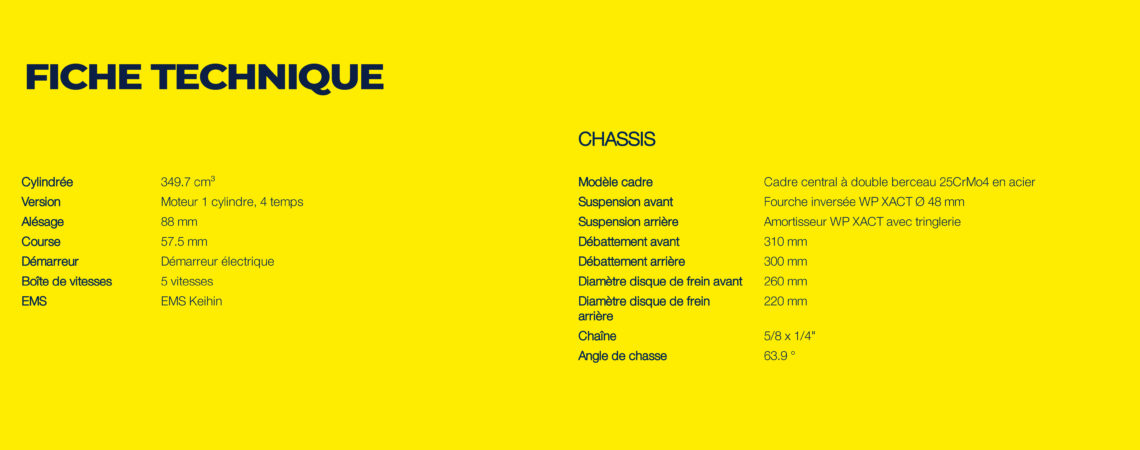 FICHE TECHNIQUE
Cylindrée 349.7 cm³
Version Moteur 1 cylindre, 4 temps
Alésage 88 mm
Course 57.5 mm
Démarreur Démarreur électrique
Boîte de vitesses 5 vitesses
EMS EMS Keihin
CHASSIS
Modèle cadre Cadre central à double berceau 25CrMo4 en acier
Suspension avant Fourche inversée WP XACT Ø 48 mm
Suspension arrière Amortisseur WP XACT avec tringlerie
Débattement avant 310 mm
Débattement arrière 300 mm
Diamètre disque de frein avant 260 mm
Diamètre disque de frein 220 mm
arrière
Chaîne 5/8 x 1/4"
Angle de chasse 63.9 °